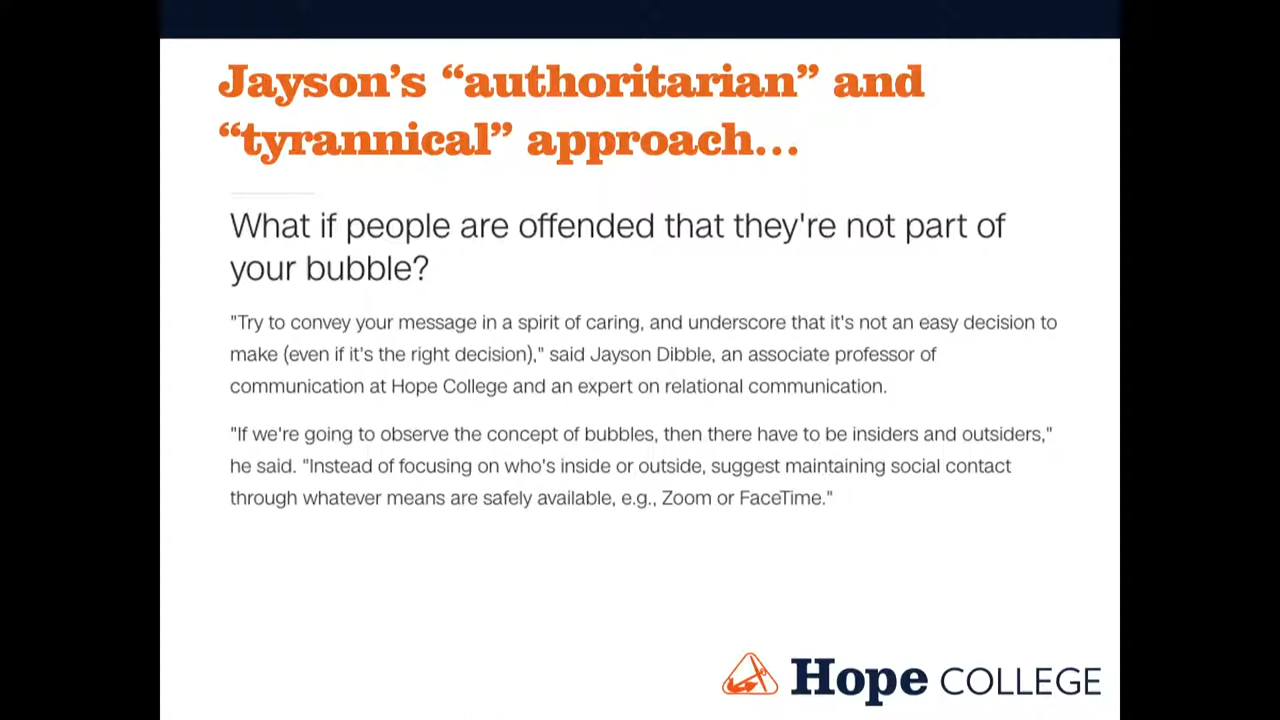 Jayson’s “authoritarian” and
“tyrannical” approach...
What if people are offended that they're not part of
your bubble?
"Try to convey your message in a spirit of caring, and underscore that it's not an easy decision to
make (even if it's the right decision)," said Jayson Dibble, an associate professor of
communication at Hope College and an expert on relational communication.
"If we're going to observe the concept of bubbles, then there have to be insiders and outsiders,"
he said. "Instead of focusing on who's inside or outside, suggest maintaining social contact
through whatever means are safely available, e.g., Zoom or FaceTime."
Hope COLLEGE